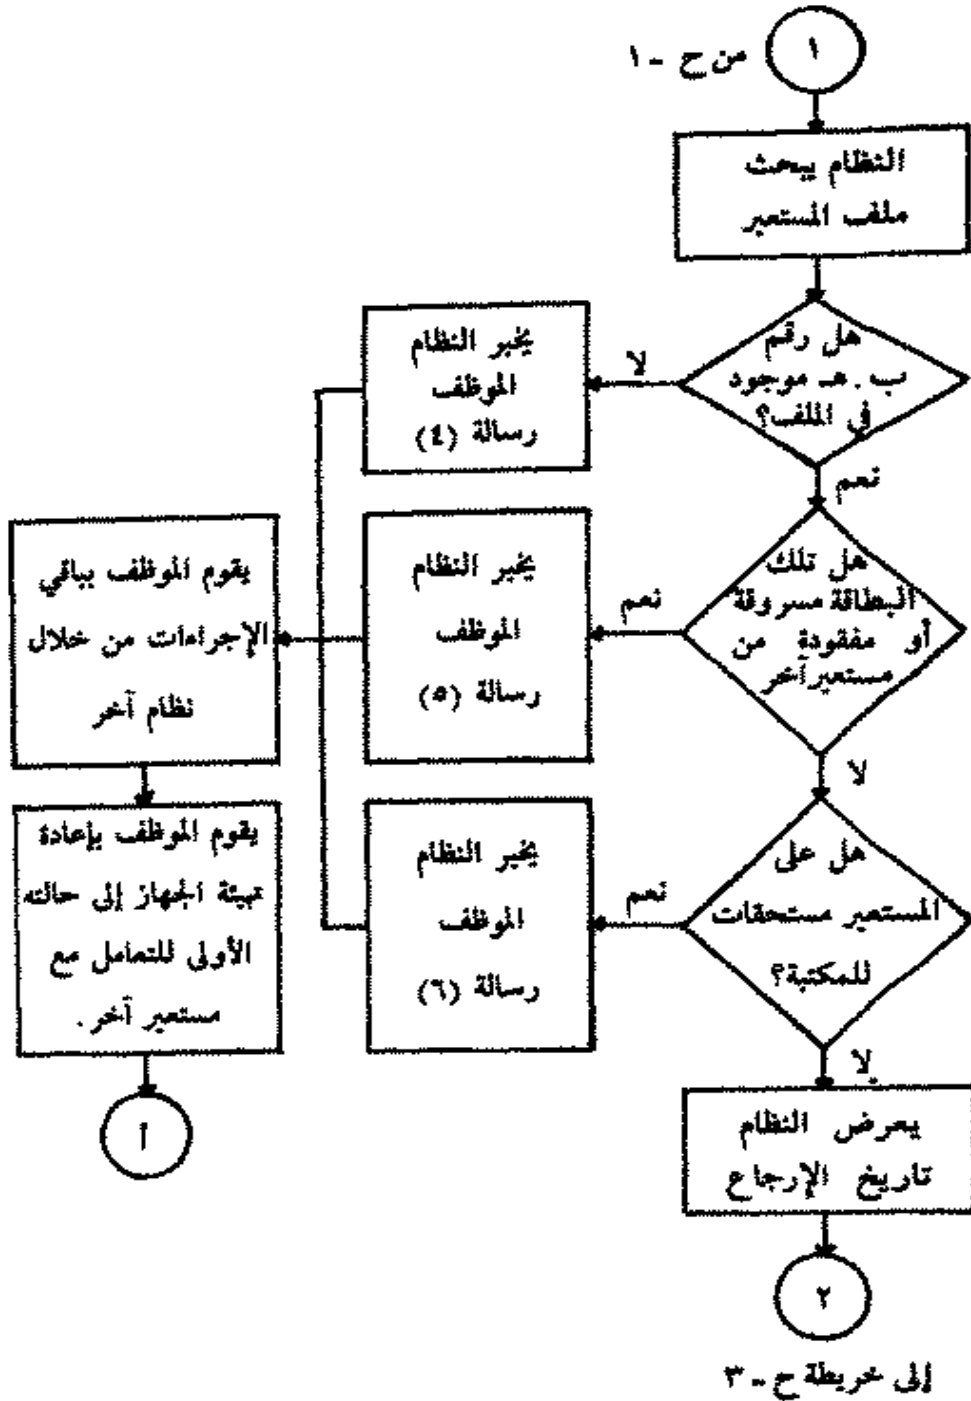 ١
من ح - ١
النظام يبحث
ملف المستعير
هل رقم
ب . هـ موجود
في الملف؟
لا
يخبر النظام
الموظف
رسالة (٤)
نعم
هل تلك
البطاقة مسروقة
أو مفقودة من
مستعير آخر
نعم
يخبر النظام
الموظف
رسالة (٥)
يقوم الموظف بباقي
الإجراءات من خلال
نظام آخر
لا
هل على
المستعير مستحقات
للمكتبة؟
نعم
يخبر النظام
الموظف
رسالة (٦)
يقوم الموظف بإعادة
تهيئة الجهاز إلى حالته
الأولى للتعامل مع
مستعير آخر .
أ
لا
يعرض النظام
تاريخ الإرجاع
٢
إلى خريطة ح - ٣